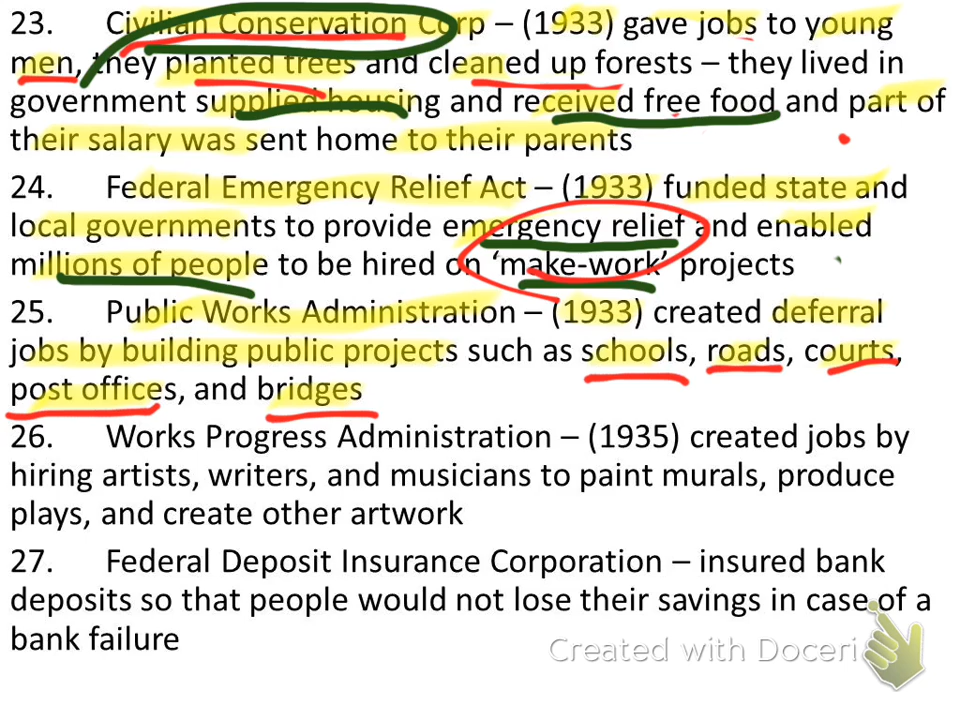 23. Civilian Conservation Corp – (1933) gave jobs to young
men, they planted trees and cleaned up forests – they lived in
government supplied housing and received free food and part of
their salary was sent home to their parents
24. Federal Emergency Relief Act – (1933) funded state and
local governments to provide emergency relief and enabled
millions of people to be hired on ‘make-work’ projects
25. Public Works Administration – (1933) created deferral
jobs by building public projects such as schools, roads, courts,
post offices, and bridges
26. Works Progress Administration – (1935) created jobs by
hiring artists, writers, and musicians to paint murals, produce
plays, and create other artwork
27. Federal Deposit Insurance Corporation – insured bank
deposits so that people would not lose their savings in case of a
bank failure
Created with Doceri